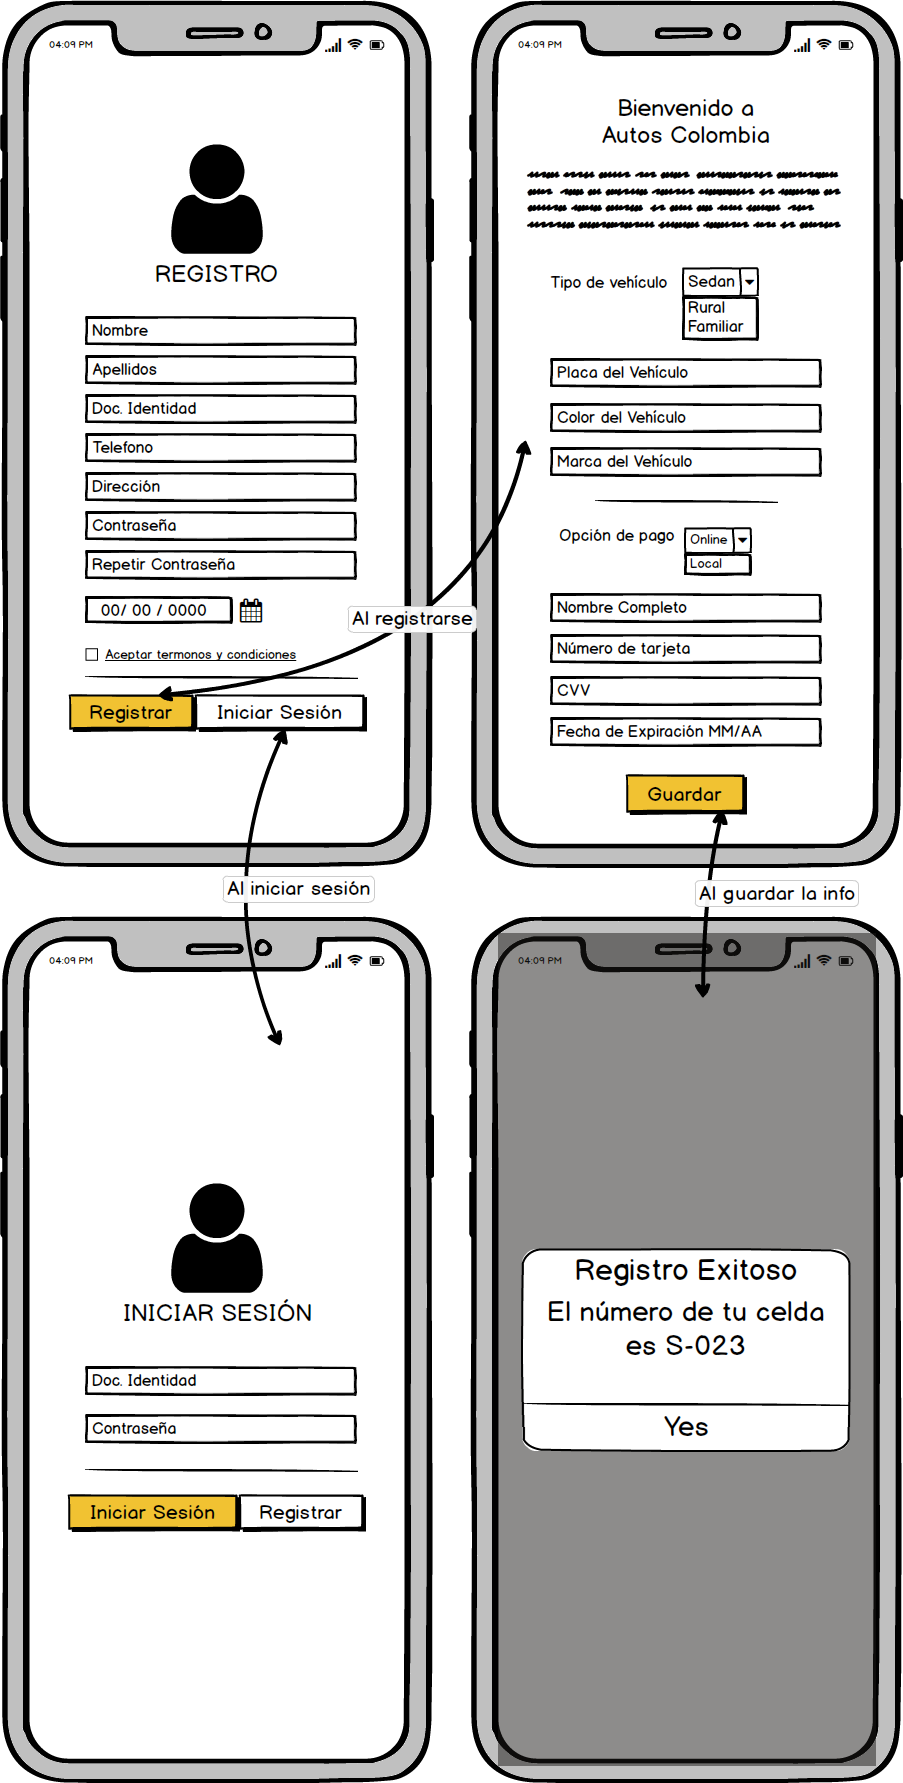 04:09 PM
REGISTRO
Nombre
Apellidos
Doc. Identidad
Telefono
Dirección
Contraseña
Repetir Contraseña
00/ 00 / 0000
Aceptar termonos y condiciones
Registrar
Iniciar Sesión
04:09 PM
Bienvenido a
Autos Colombia
Tipo de vehículo
Sedan
Rural
Familiar
Placa del Vehículo
Color del Vehículo
Marca del Vehículo
Opción de pago
Online
Local
Nombre Completo
Número de tarjeta
CVV
Fecha de Expiración MM/AA
Guardar
Al registrarse
Al iniciar sesión
Al guardar la info
04:09 PM
INICIAR SESIÓN
Doc. Identidad
Contraseña
Iniciar Sesión
Registrar
04:09 PM
Registro Exitoso
El número de tu celda
es S-023
Yes